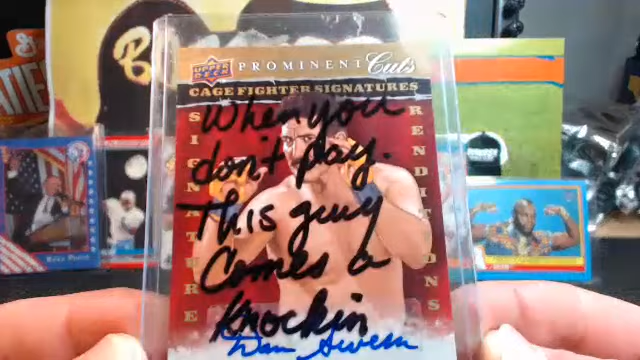 UPPER DECK
PROMINENT Cuts
CAGE FIGHTER SIGNATURES
SIGNATURE
RENDITIONS
When you
don't pay.
This guy
Comes a
Knockin
Dan Severn